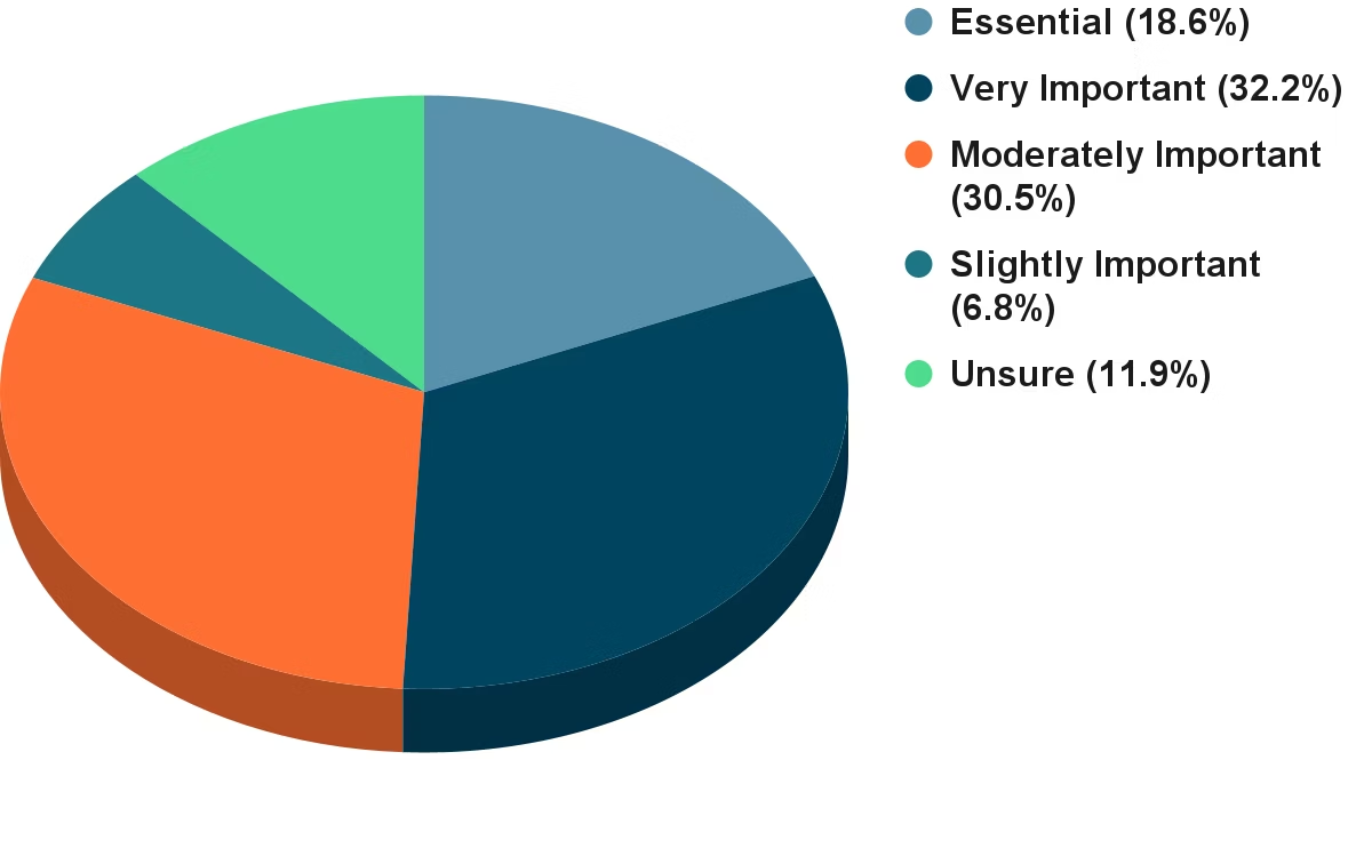 Essential (18.6%)
Very Important (32.2%)
Moderately Important
(30.5%)
Slightly Important
(6.8%)
Unsure (11.9%)